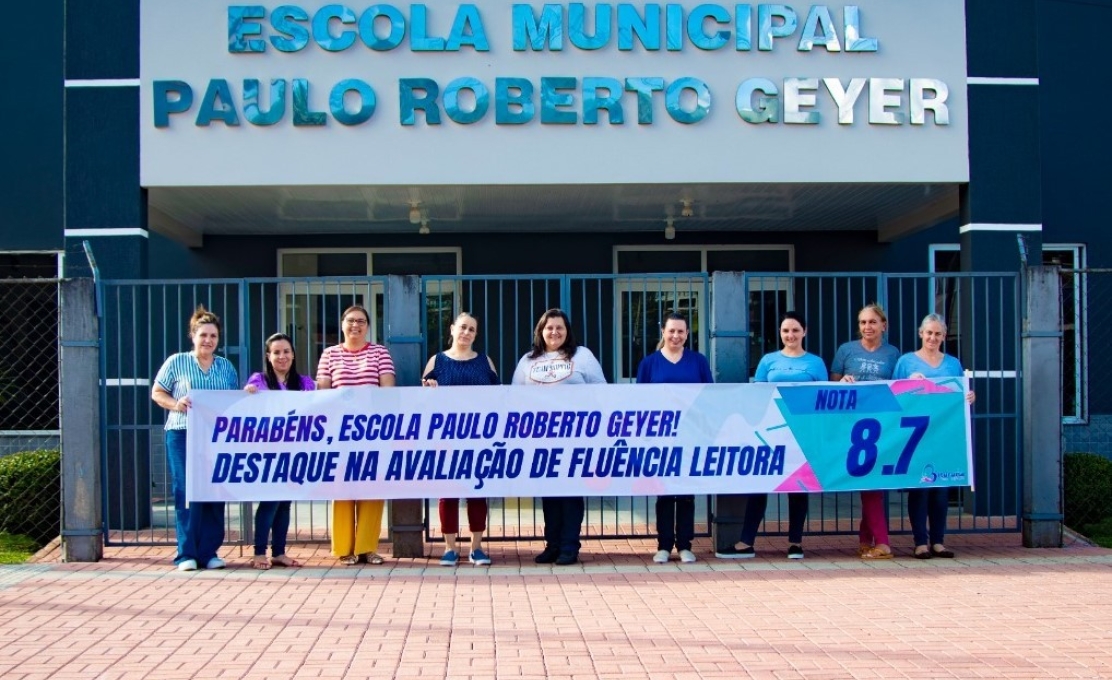 ESCOLA MUNICIPAL
PAULO ROBERTO GEYER
PARABÉNS, ESCOLA PAULO ROBERTO GEYER!
DESTAQUE NA AVALIAÇÃO DE FLUÊNCIA LEITORA
NOTA
8.7